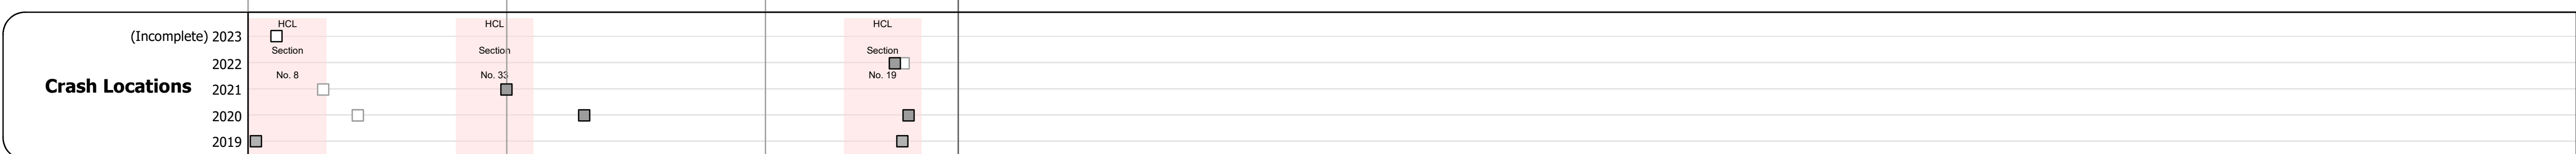 HCL
Section
No. 8
HCL
Section
No. 33
HCL
Section
No. 19
Crash Locations
(Incomplete) 2023
2022
2021
2020
2019